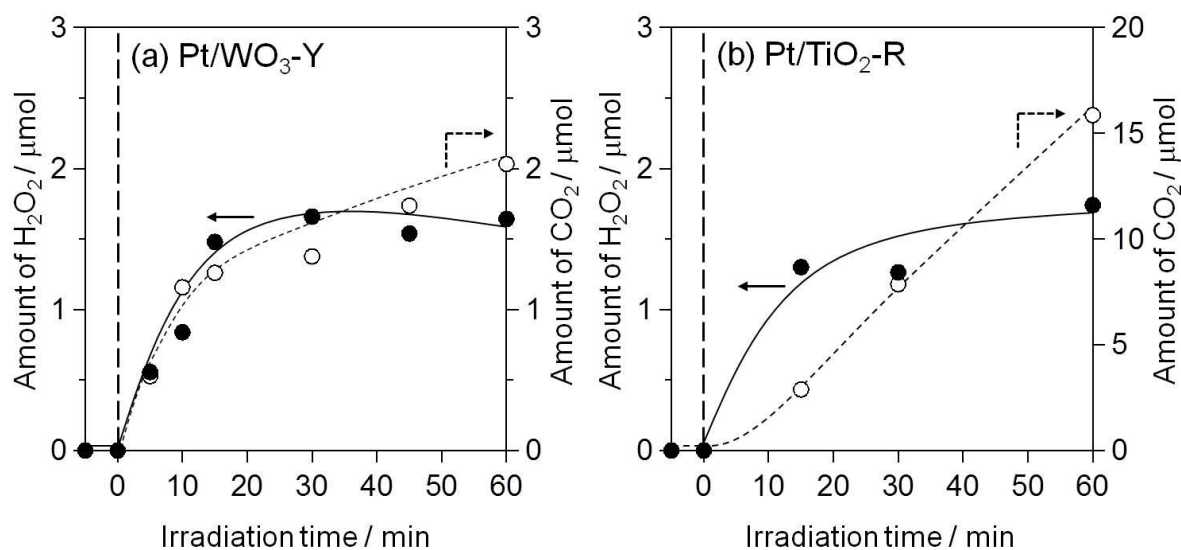 (a) Pt/WO₃-Y
Amount of H₂O₂ / μmol
3
2
1
0
Amount of CO₂ / μmol
3
2
1
0
0 10 20 30 40 50 60
Irradiation time / min
(b) Pt/TiO₂-R
Amount of H₂O₂ / μmol
3
2
1
0
Amount of CO₂ / μmol
20
15
10
5
0
0 10 20 30 40 50 60
Irradiation time / min